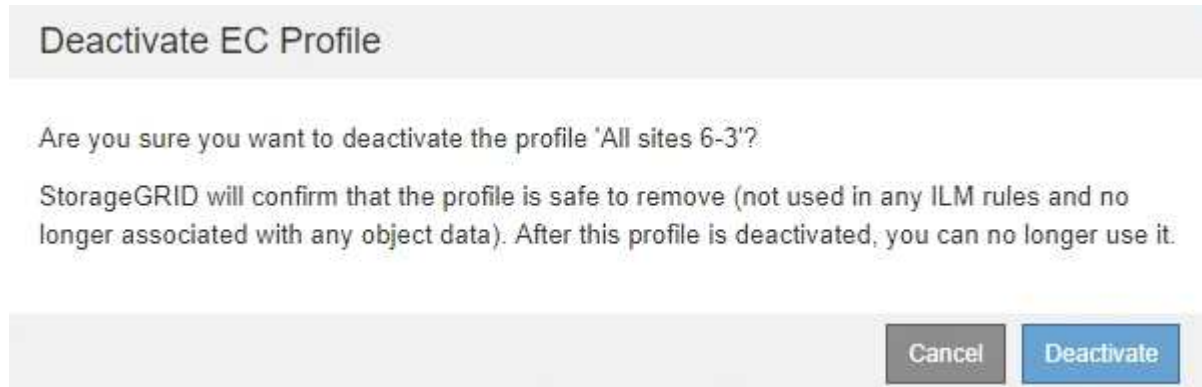 Deactivate EC Profile
Are you sure you want to deactivate the profile 'All sites 6-3'?
StorageGRID will confirm that the profile is safe to remove (not used in any ILM rules and no
longer associated with any object data). After this profile is deactivated, you can no longer use it.
Cancel Deactivate